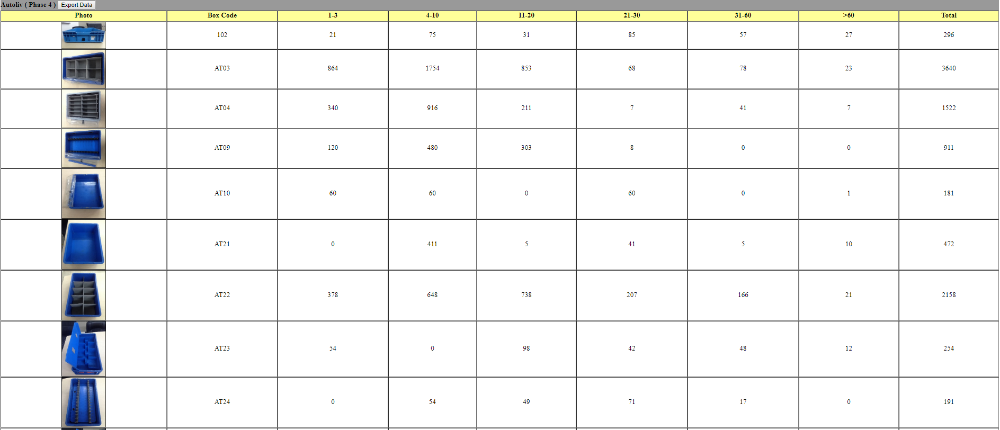 Autoliv ( Phase 4 ) Export Data
Photo Box Code 1-3 4-10 11-20 21-30 31-60 >60 Total
102 21 75 31 85 57 27 296
AT03 864 1754 853 68 78 23 3640
AT04 340 916 211 7 41 7 1522
AT09 120 480 303 8 0 0 911
AT10 60 60 0 60 0 1 181
AT21 0 411 5 41 5 10 472
AT22 378 648 738 207 166 21 2158
AT23 54 0 98 42 48 12 254
AT24 0 54 49 71 17 0 191